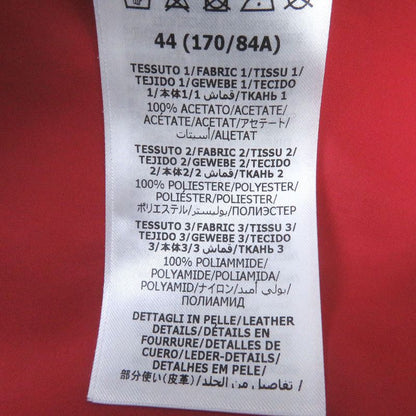 44 (170/84A)
TESSUTO 1/FABRIC 1/TISSU 1/
TEJIDO 1/GEWEBE 1/TECIDO
1/本体1/1 قماش/ТКАНЬ 1
100% ACETATO/ACETATE/
ACÉTATE/ACETAT/アセテート/
أسيتات/АЦЕТАТ
TESSUTO 2/FABRIC 2/TISSU 2/
TEJIDO 2/GEWEBE 2/TECIDO
2/本体2/2 قماش/ТКАНЬ 2
100% POLIESTERE/POLYESTER/
POLIÉSTER/POLIÉSTER/
ポリエステル/بوليستر/ПОЛИЭСТЕР
TESSUTO 3/FABRIC 3/TISSU 3/
TEJIDO 3/GEWEBE 3/TECIDO
3/本体3/3 قماش/ТКАНЬ 3
100% POLIAMMIDE/
POLYAMIDE/POLIAMIDA/
POLYAMID/ナイロン/بولي أميد/
ПОЛИАМИД
DETTAGLI IN PELLE/LEATHER
DETAILS/DÉTAILS EN
FOURRURE/DETALLES DE
CUERO/LEDER-DETAILS/
DETALHES EM PELE/
部分使い(皮革)/تفاصيل من الجلد/